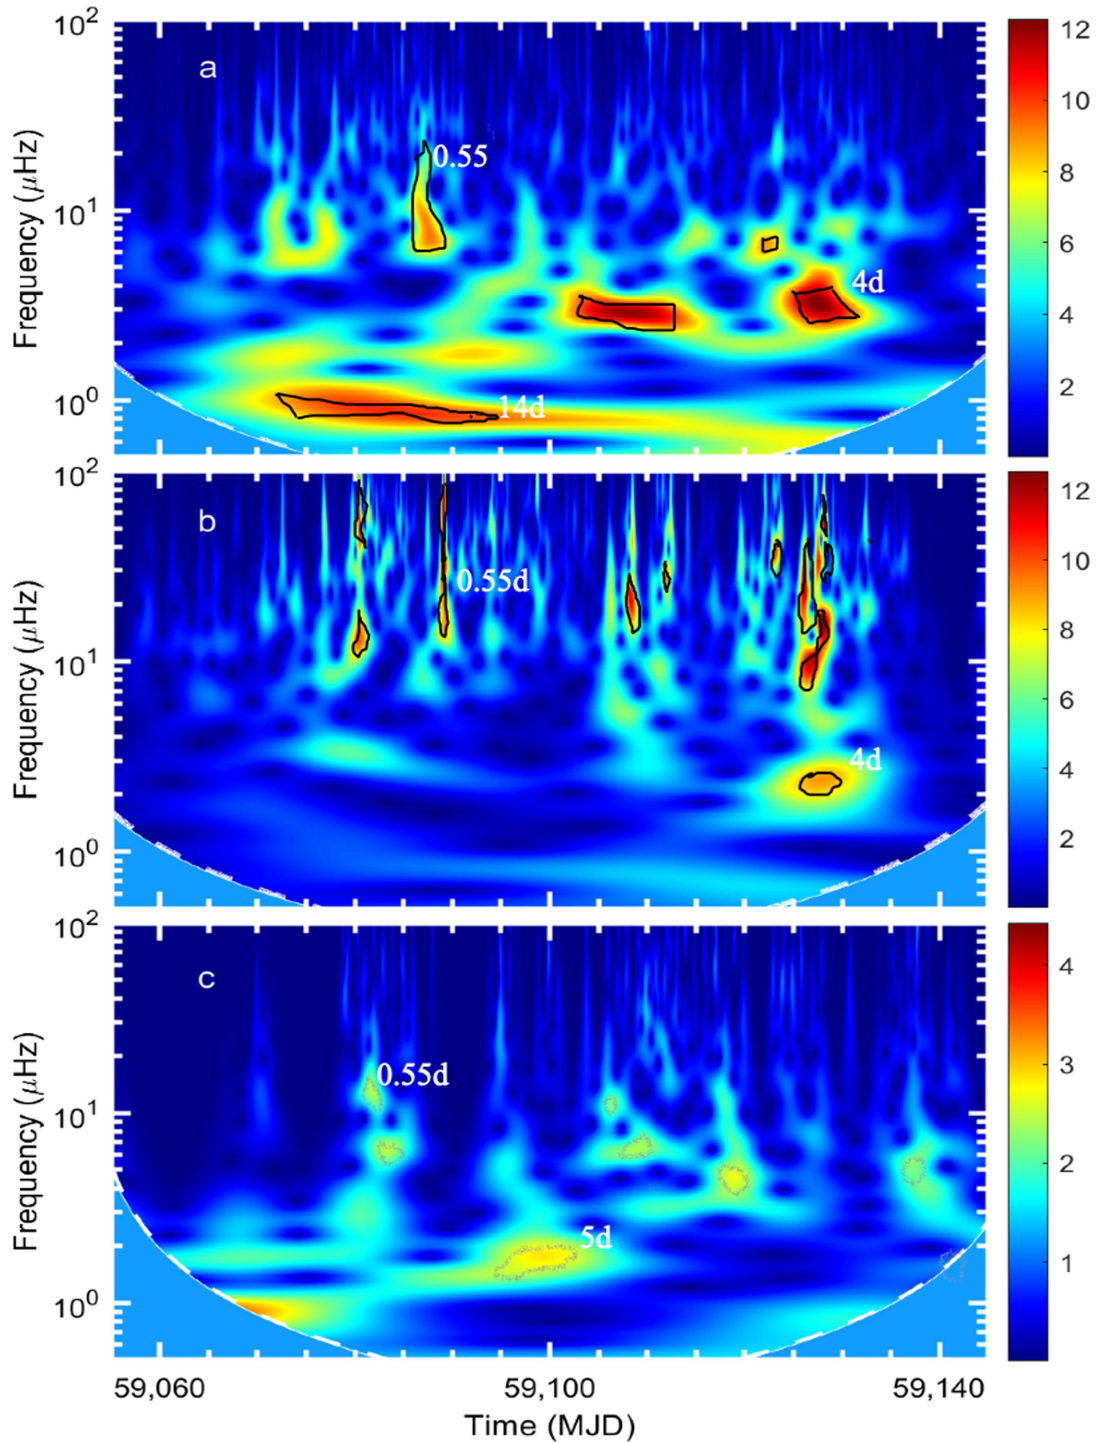 10² 12
a
10
Frequency (μHz) 0.55
8
10¹
6
4d
4
10⁰ 14d 2
10² 12
b
10
Frequency (μHz) 0.55d
8
10¹
6
4d 4
10⁰ 2
10²
c 4
Frequency (μHz) 0.55d 3
10¹
2
5d
1
10⁰
59,060 59,100 59,140
Time (MJD)